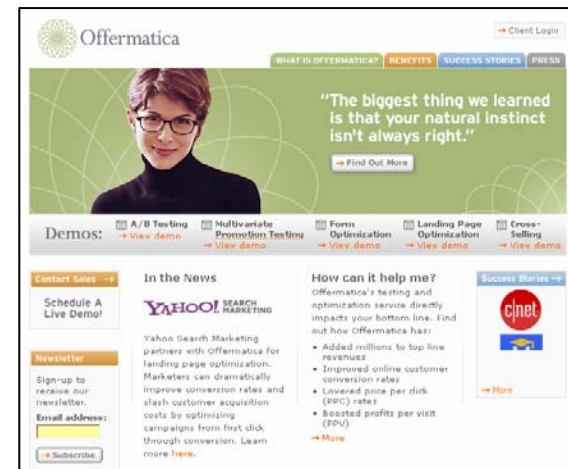 Offermatica
→ Client Login
WHAT IS OFFERMATICA?
BENEFITS
SUCCESS STORIES
PRESS
"The biggest thing we learned
is that your natural instinct
isn't always right."
→ Find Out More
Demos:
A/B Testing
→ View demo
Multivariate
Promotion Testing
→ View demo
Form
Optimization
→ View demo
Landing Page
Optimization
→ View demo
Cross-
Selling
→ View demo
Contact Sales →
Schedule A
Live Demo!
Newsletter
Sign-up to
receive our
newsletter.
Email address:
→ Subscribe
In the News
YAHOO! SEARCH
MARKETING
Yahoo Search Marketing
partners with Offermatica for
landing page optimization.
Marketers can dramatically
improve conversion rates and
slash customer acquisition
costs by optimizing
campaigns from first click
through conversion. Learn
more here.
How can it help me?
Offermatica's testing and
optimization service directly
impacts your bottom line. Find
out how Offermatica has:
• Added millions to top line
revenues
• Improved online customer
conversion rates
• Lowered price per click
(PPC) rates
• Boosted profits per visit
(PPV)
→ More
Success Stories →
c|net
→ More